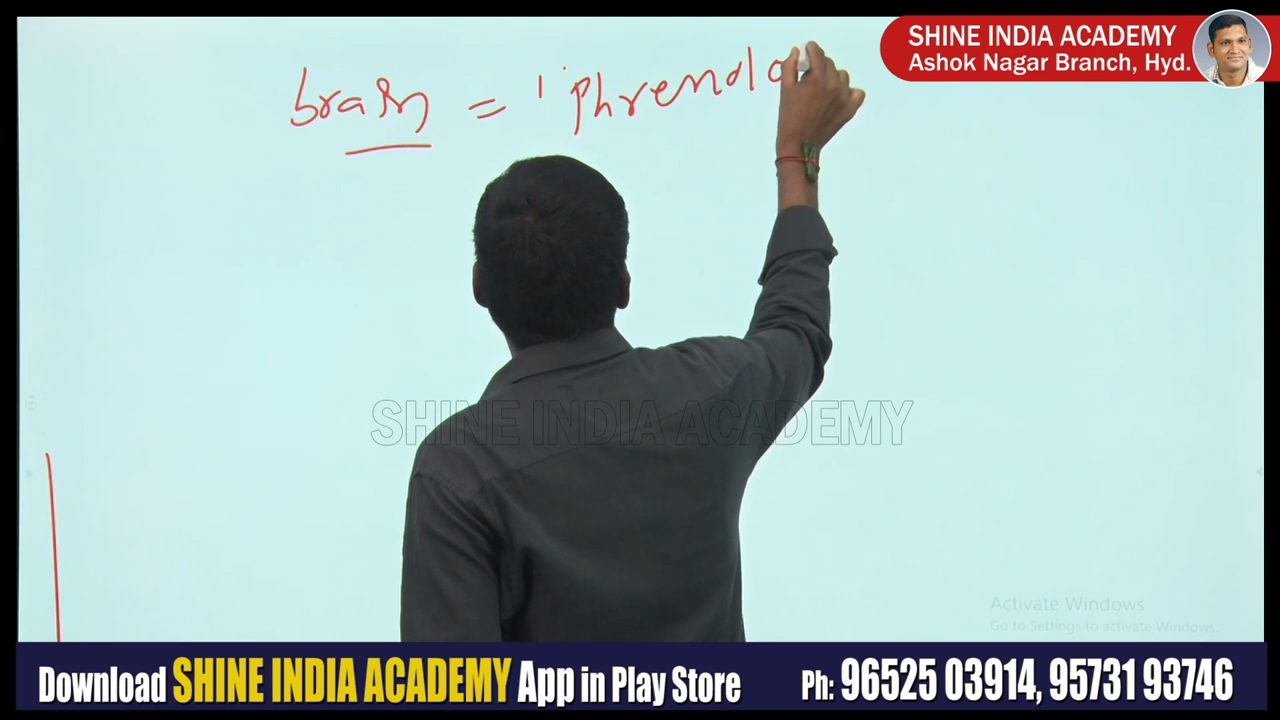 SHINE INDIA ACADEMY
Ashok Nagar Branch, Hyd.
brain = 'phrenolo
SHINE INDIA ACADEMY
Activate Windows
Go to Settings to activate Windows.
Download SHINE INDIA ACADEMY App in Play Store
Ph: 96525 03914, 95731 93746